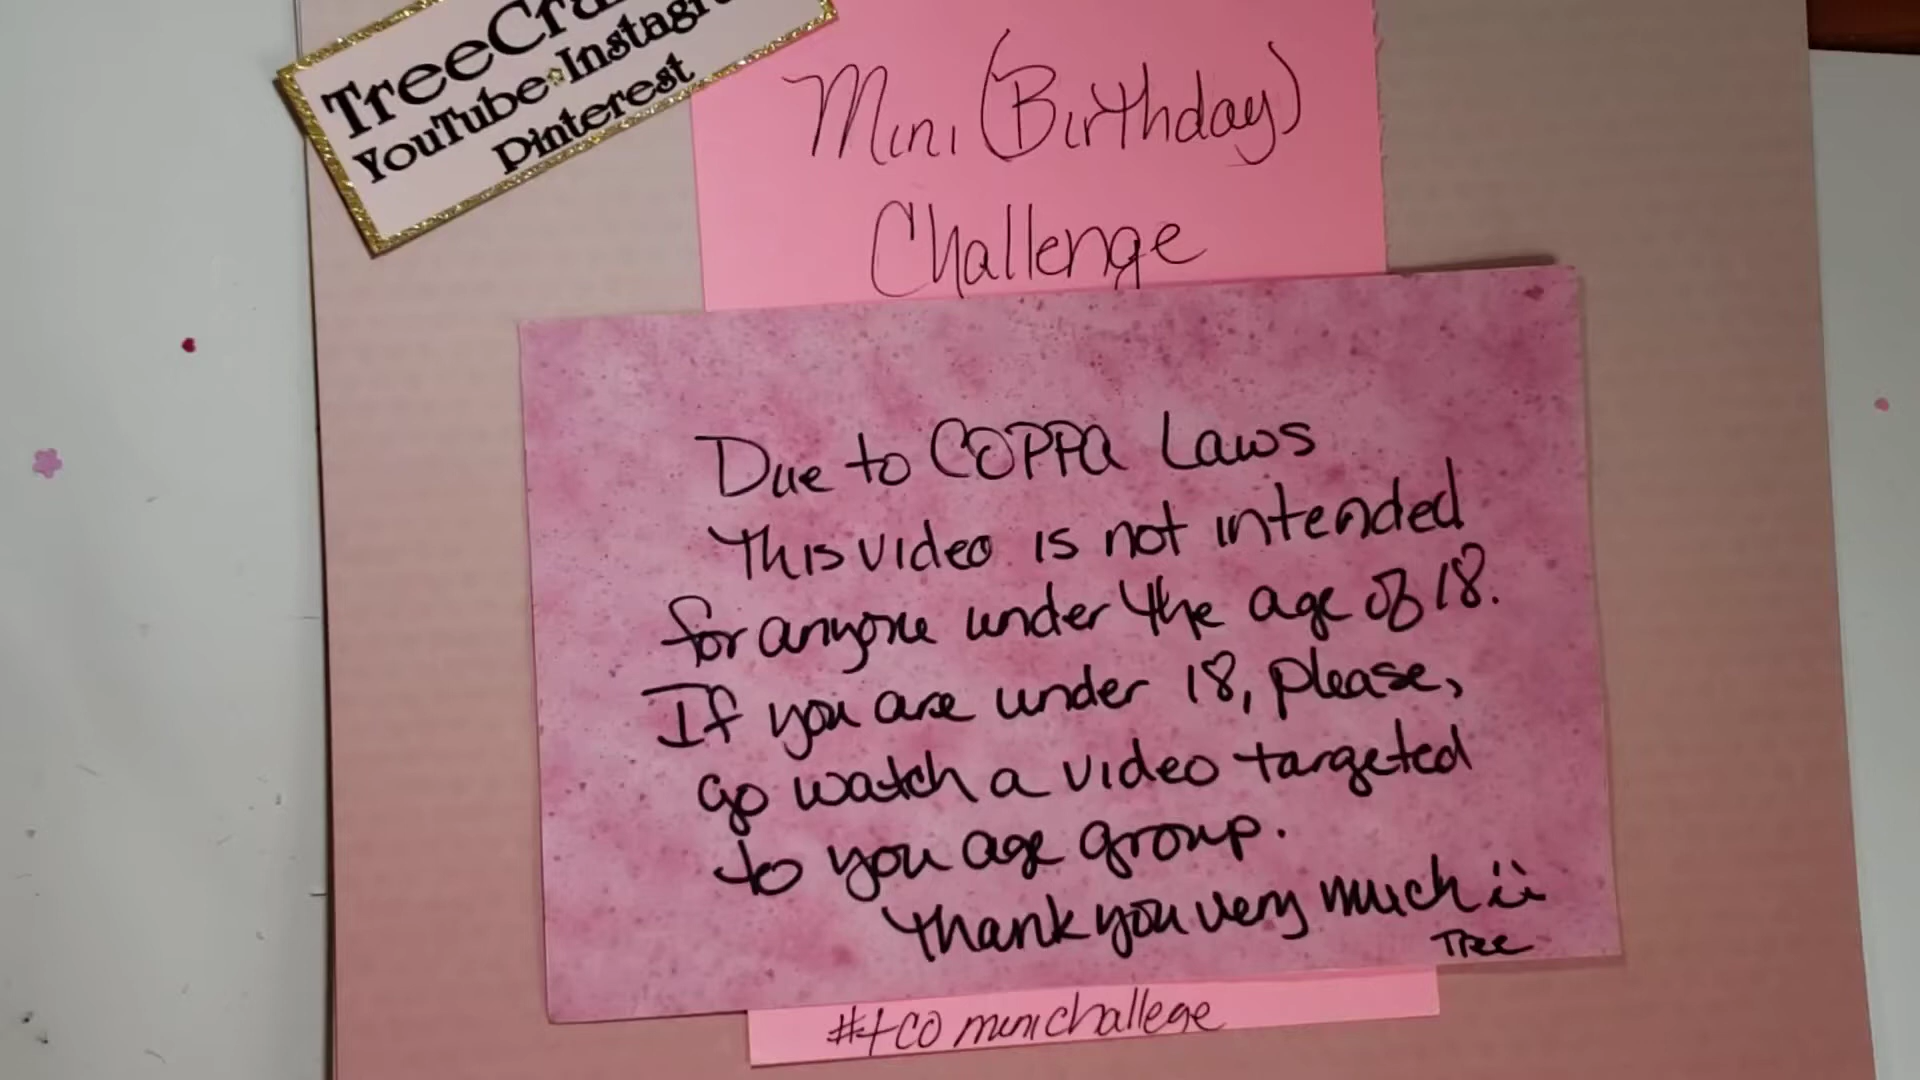 TreeCra
YouTube Instagr
Pinterest
Mini (Birthday)
Challenge
Due to COPPA Laws
This video is not intended
for anyone under the age of 18.
If you are under 18, please,
go watch a video targeted
to you age group.
Thank you very much
Tree
#tco minichallege